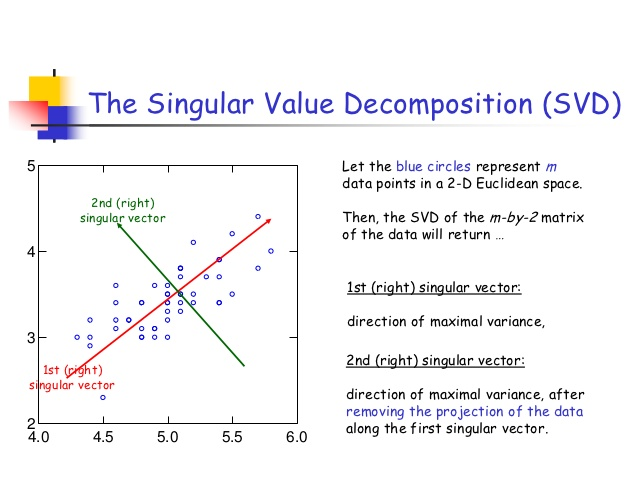 The Singular Value Decomposition (SVD)
5
4
3
2
4.0 4.5 5.0 5.5 6.0
2nd (right)
singular vector
1st (right)
singular vector
Let the blue circles represent m
data points in a 2-D Euclidean space.
Then, the SVD of the m-by-2 matrix
of the data will return …
1st (right) singular vector:
direction of maximal variance,
2nd (right) singular vector:
direction of maximal variance, after
removing the projection of the data
along the first singular vector.